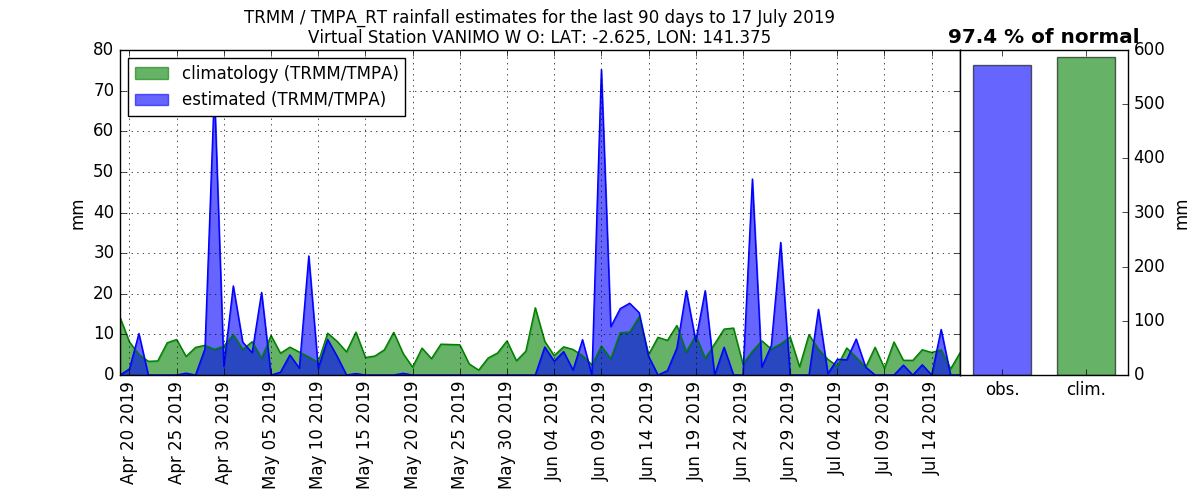 TRMM / TMPA_RT rainfall estimates for the last 90 days to 17 July 2019
Virtual Station VANIMO W O: LAT: -2.625, LON: 141.375
97.4 % of normal
climatology (TRMM/TMPA)
estimated (TRMM/TMPA)
mm
80
70
60
50
40
30
20
10
0
Apr 20 2019
Apr 25 2019
Apr 30 2019
May 05 2019
May 10 2019
May 15 2019
May 20 2019
May 25 2019
May 30 2019
Jun 04 2019
Jun 09 2019
Jun 14 2019
Jun 19 2019
Jun 24 2019
Jun 29 2019
Jul 04 2019
Jul 09 2019
Jul 14 2019
obs.
clim.
600
500
400
300
200
100
0
mm